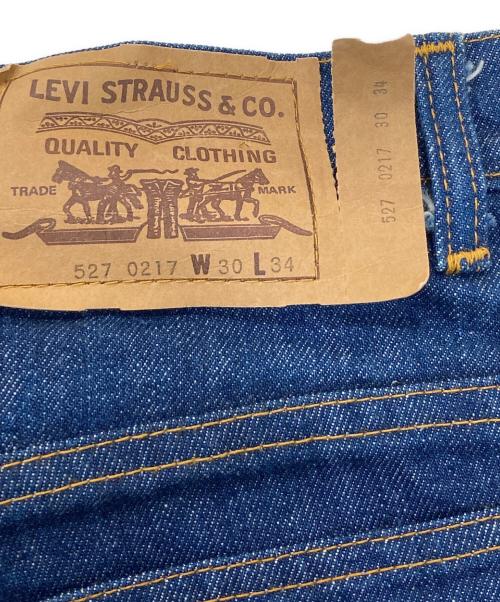 LEVI STRAUSS & CO.
QUALITY CLOTHING
TRADE MARK
527 0217 W 30 L 34
527 0217 30 34